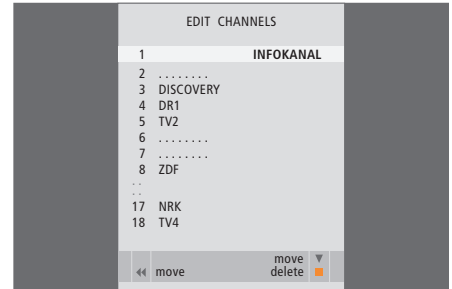 EDIT CHANNELS
1 INFOKANAL
2 ........
3 DISCOVERY
4 DR1
5 TV2
6 ........
7 ........
8 ZDF
. .
. .
17 NRK
18 TV4
move ▼
◀◀ move delete ■